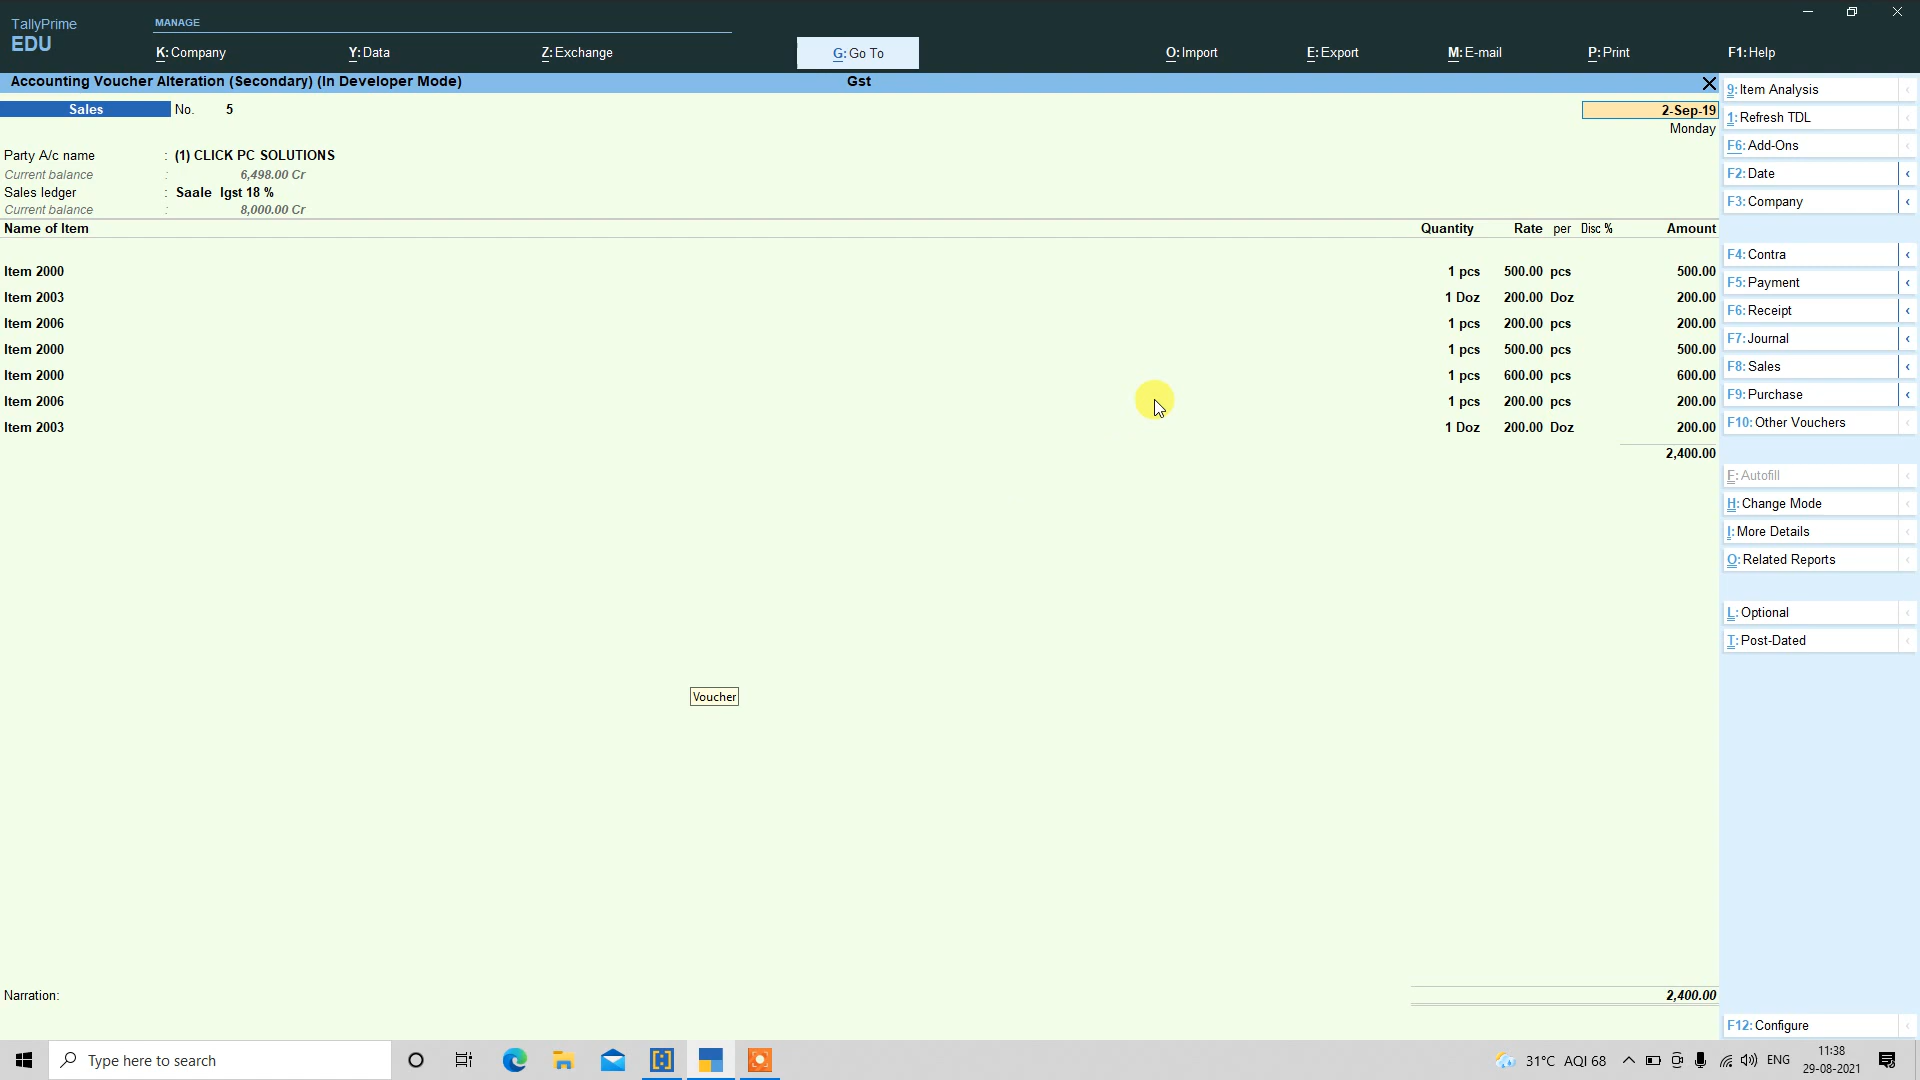 TallyPrime
EDU
MANAGE
K: Company
Y: Data
Z: Exchange
G: Go To
O: Import
E: Export
M: E-mail
P: Print
F1: Help
Accounting Voucher Alteration (Secondary) (In Developer Mode)
Gst
Sales No. 5
2-Sep-19
Monday
Party A/c name : (1) CLICK PC SOLUTIONS
Current balance : 6,498.00 Cr
Sales ledger : Saale Igst 18 %
Current balance : 8,000.00 Cr
Name of Item Quantity Rate per Disc % Amount
Item 2000 1 pcs 500.00 pcs 500.00
Item 2003 1 Doz 200.00 Doz 200.00
Item 2006 1 pcs 200.00 pcs 200.00
Item 2000 1 pcs 500.00 pcs 500.00
Item 2000 1 pcs 600.00 pcs 600.00
Item 2006 1 pcs 200.00 pcs 200.00
Item 2003 1 Doz 200.00 Doz 200.00
2,400.00
Voucher
Narration: 2,400.00
9: Item Analysis
1: Refresh TDL
F6: Add-Ons
F2: Date
F3: Company
F4: Contra
F5: Payment
F6: Receipt
F7: Journal
F8: Sales
F9: Purchase
F10: Other Vouchers
F: Autofill
H: Change Mode
I: More Details
O: Related Reports
L: Optional
T: Post-Dated
F12: Configure
Type here to search
31°C AQI 68
ENG
11:38
29-08-2021